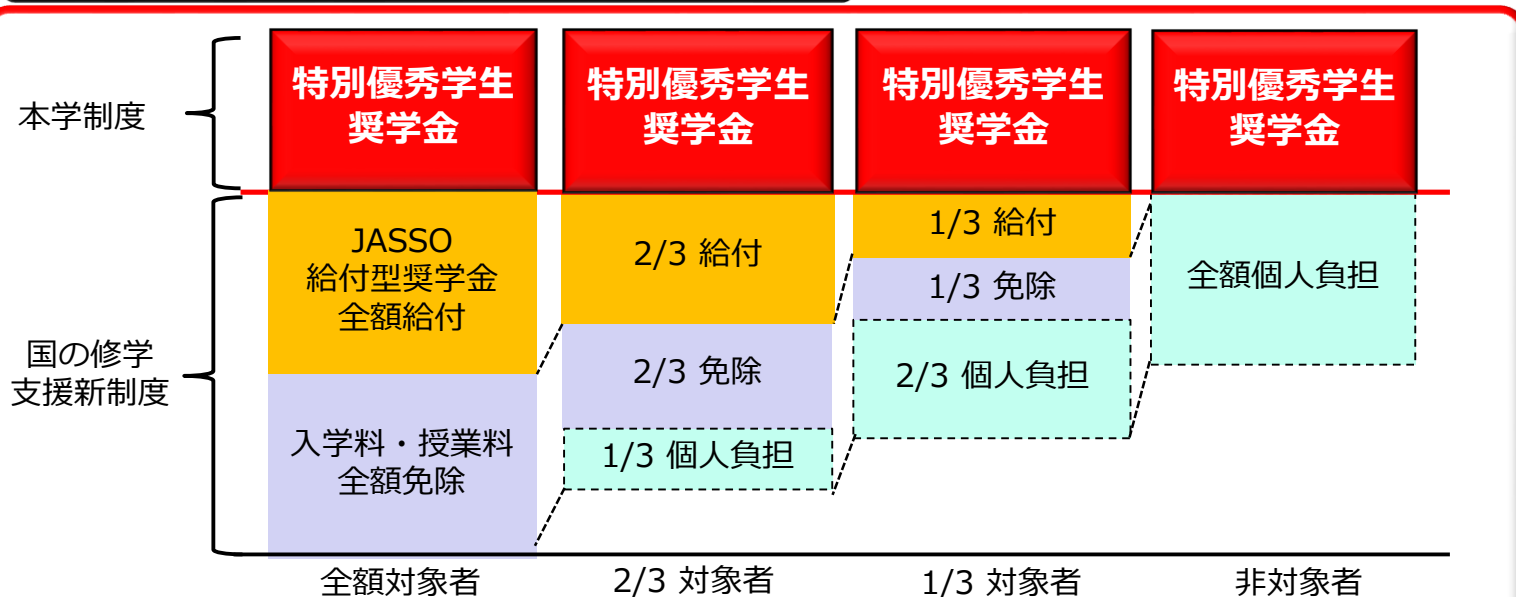 本学制度
特別優秀学生
奨学金
特別優秀学生
奨学金
特別優秀学生
奨学金
特別優秀学生
奨学金
国の修学
支援新制度
JASSO
給付型奨学金
全額給付
入学料・授業料
全額免除
2/3 給付
2/3 免除
1/3 個人負担
1/3 給付
1/3 免除
2/3 個人負担
全額個人負担
全額対象者
2/3 対象者
1/3 対象者
非対象者